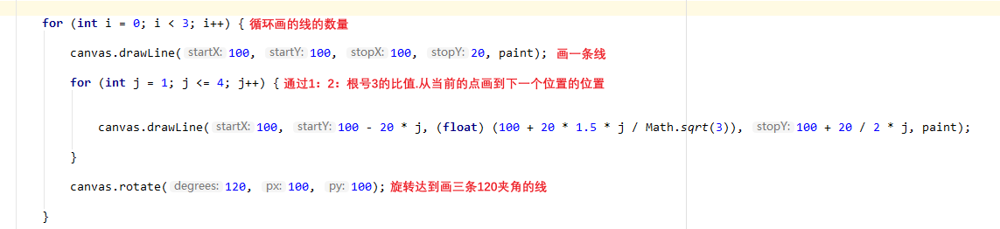 for (int i = 0; i < 3; i++) { 循环画的线的数量
canvas.drawLine( startX: 100, startY: 100, stopX: 100, stopY: 20, paint); 画一条线
for (int j = 1; j <= 4; j++) { 通过1：2：根号3的比值.从当前的点画到下一个位置的位置
canvas.drawLine( startX: 100, startY: 100 - 20 * j, (float) (100 + 20 * 1.5 * j / Math.sqrt(3)), stopY: 100 + 20 / 2 * j, paint);
}
canvas.rotate( degrees: 120, px: 100, py: 100); 旋转达到画三条120夹角的线
}